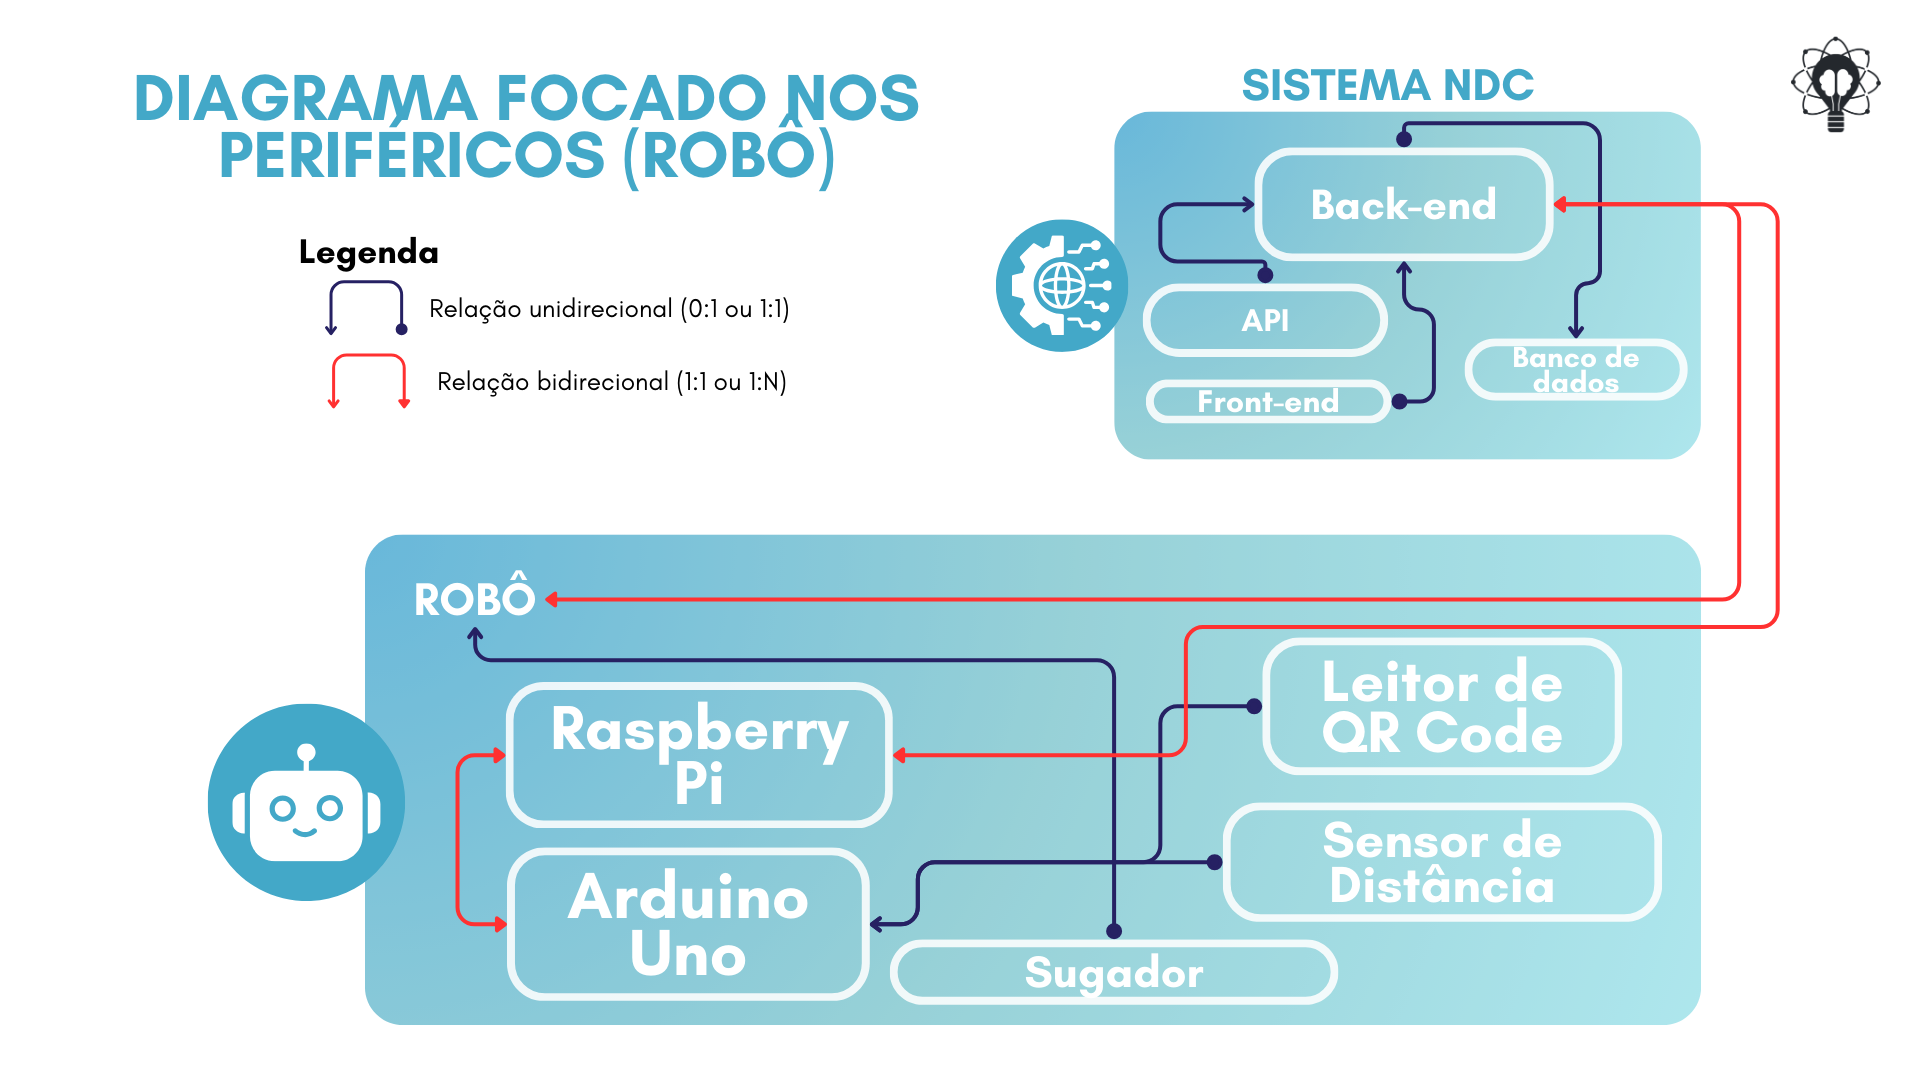 DIAGRAMA FOCADO NOS
PERIFÉRICOS (ROBÔ)
Legenda
Relação unidirecional (0:1 ou 1:1)
Relação bidirecional (1:1 ou 1:N)
SISTEMA NDC
Back-end
API
Banco de
dados
Front-end
ROBÔ
Raspberry
Pi
Leitor de
QR Code
Arduino
Uno
Sensor de
Distância
Sugador